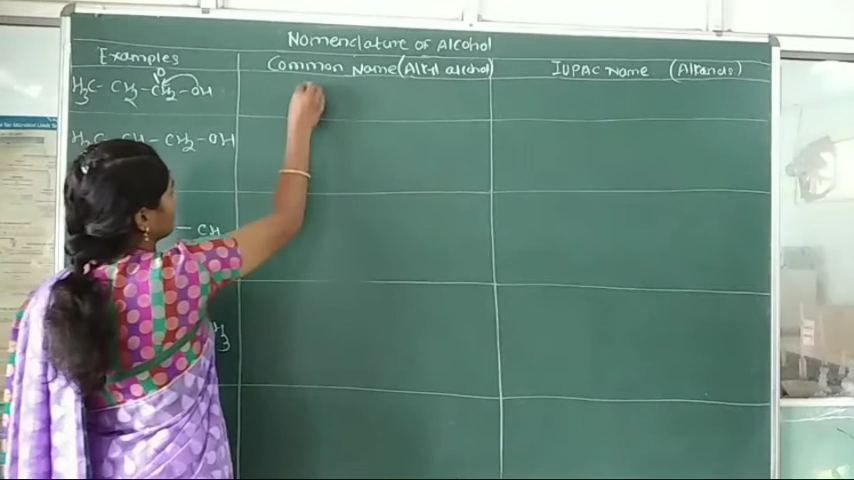 Nomenclature of Alcohol
Examples
Common Name (Alkyl alcohol)
IUPAC Name (Alkanols)
H3C - CH2 - CH2 - OH
H3C - CH - CH2 - OH
- CH